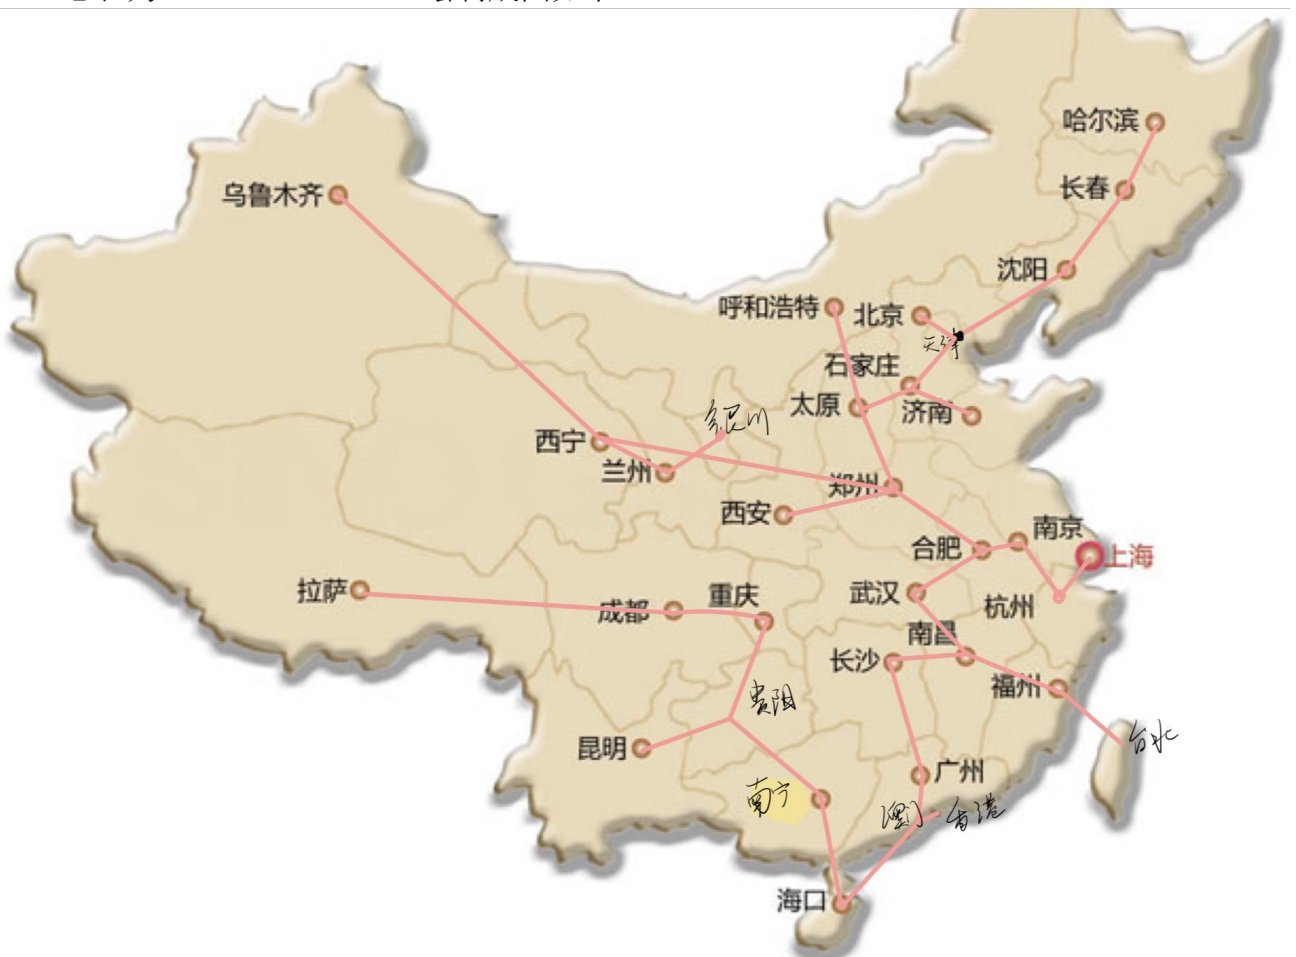 哈尔滨
长春
乌鲁木齐
沈阳
呼和浩特
北京
天津
石家庄
太原
济南
银川
西宁
兰州
郑州
西安
南京
合肥
上海
拉萨
成都
重庆
武汉
杭州
南昌
长沙
福州
贵阳
昆明
台北
广州
南宁
澳门
香港
海口